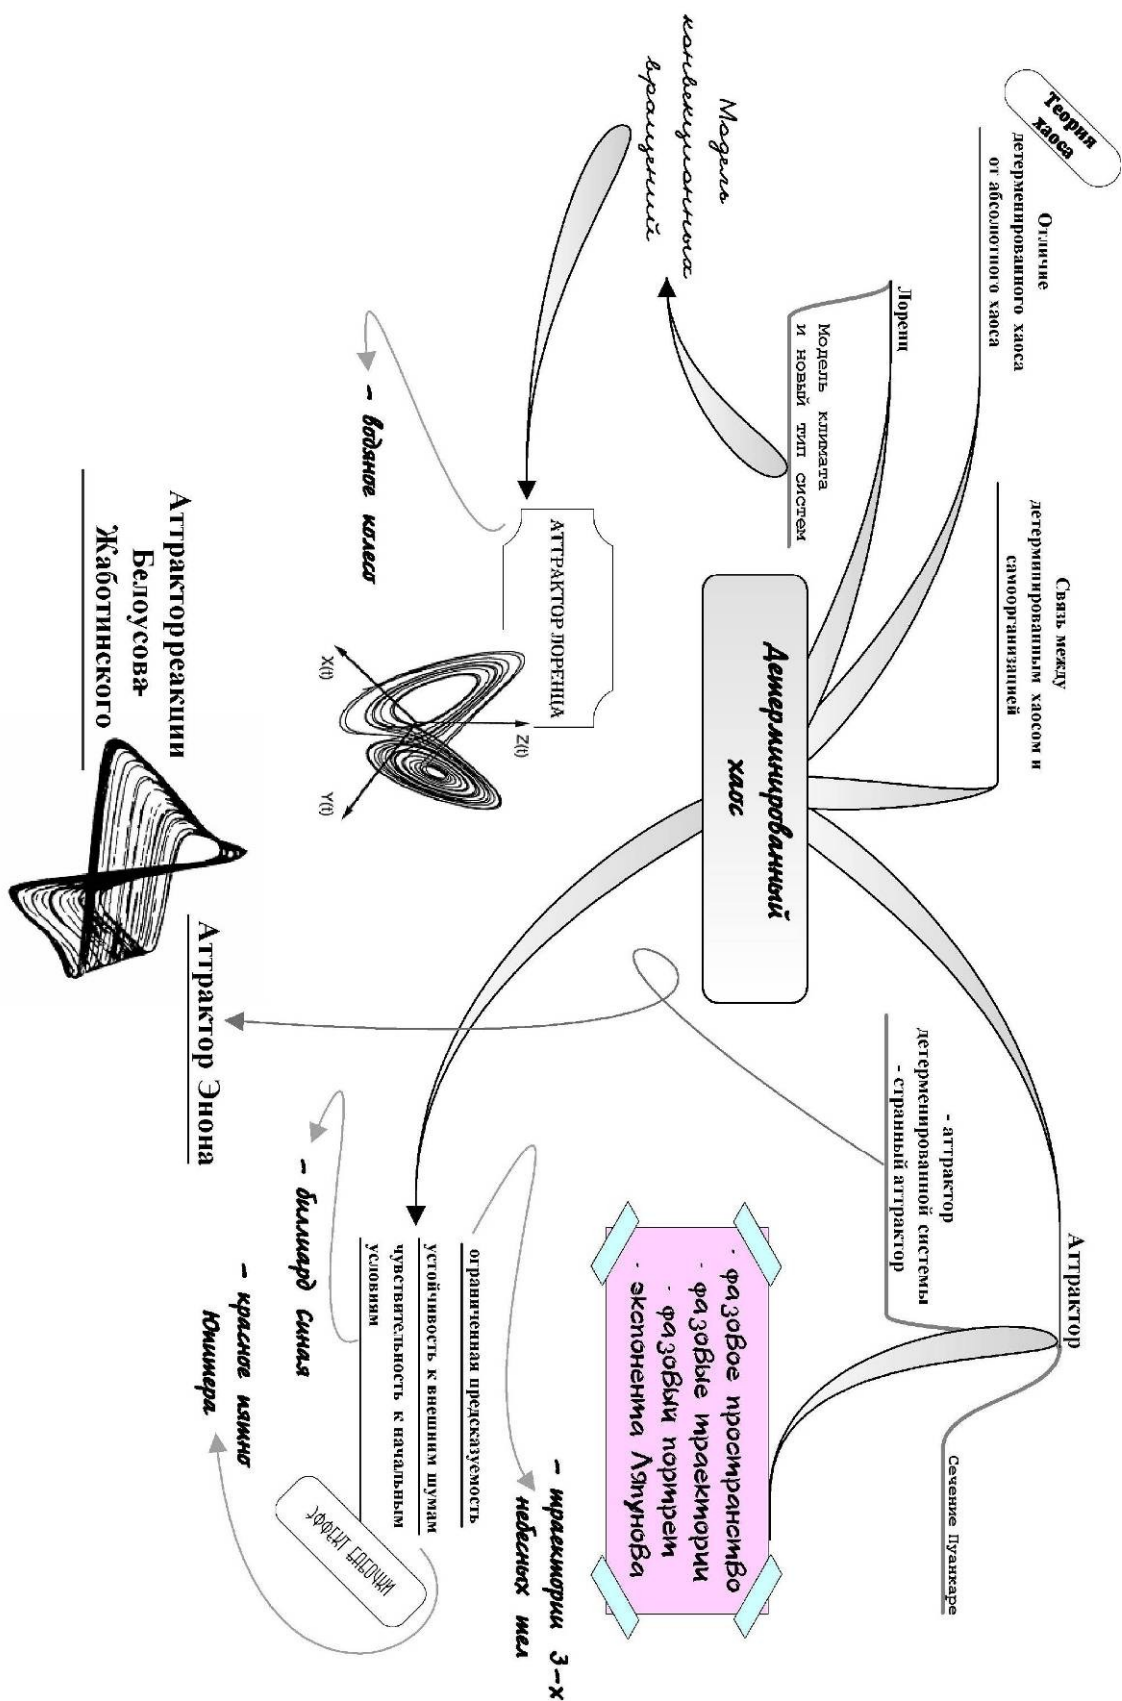 Теория
хаоса
Отличие
детерменированного хаоса
от абсолютного хаоса
Связь между
детерминированным хаосом и
самоорганизацией
Аттрактор
- аттрактор
детерменированной системы
- странный аттрактор
Сечение Пуанкаре
Лоренц
Модель климата
и новый тип систем
Модель
конвекционных
вращений
Детерминированный
хаос
· фазовое пространство
· фазовые траектории
· фазовый портрет
· экспонента Ляпунова
АТТРАКТОР ЛОРЕНЦА
Z(t)
X(t)
Y(t)
- водяное колесо
- траектории 3-х
небесных тел
ограниченная предсказуемость
устойчивость к внешним шумам
чувствительность к начальным
условиям
ЭФФЕКТ БАБОЧКИ
- биллиард Синая
- красное пятно
Юпитера
Аттрактор Энона
Аттрактор реакции
Белоусова-
Жаботинского